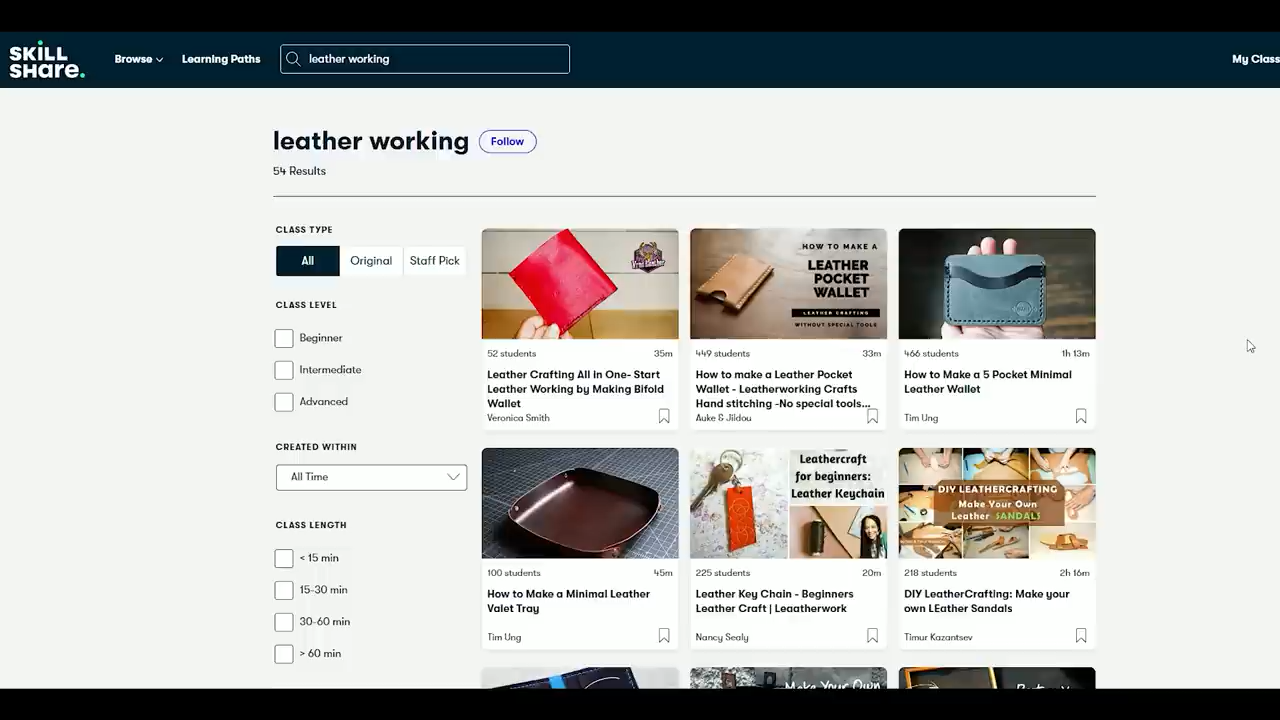 SKILL
SHARE.
Browse
Learning Paths
leather working
My Class
leather working
Follow
54 Results
CLASS TYPE
All
Original
Staff Pick
CLASS LEVEL
Beginner
Intermediate
Advanced
CREATED WITHIN
All Time
CLASS LENGTH
< 15 min
15-30 min
30-60 min
> 60 min
52 students
35m
Leather Crafting All In One- Start
Leather Working by Making Bifold
Wallet
Veronica Smith
HOW TO MAKE A
LEATHER
POCKET
WALLET
LEATHER CRAFTING
WITHOUT SPECIAL TOOLS
449 students
33m
How to make a Leather Pocket
Wallet - Leatherworking Crafts
Hand stitching -No special tools...
Auke & Jildou
466 students
1h 13m
How to Make a 5 Pocket Minimal
Leather Wallet
Tim Ung
100 students
45m
How to Make a Minimal Leather
Valet Tray
Tim Ung
Leathercraft
for beginners:
Leather Keychain
225 students
20m
Leather Key Chain - Beginners
Leather Craft | Leaatherwork
Nancy Sealy
DIY LEATHERCRAFTING
Make Your Own
Leather SANDALS
218 students
2h 16m
DIY LeatherCrafting: Make your
own LEather Sandals
Timur Kazantsev
Make Your Own